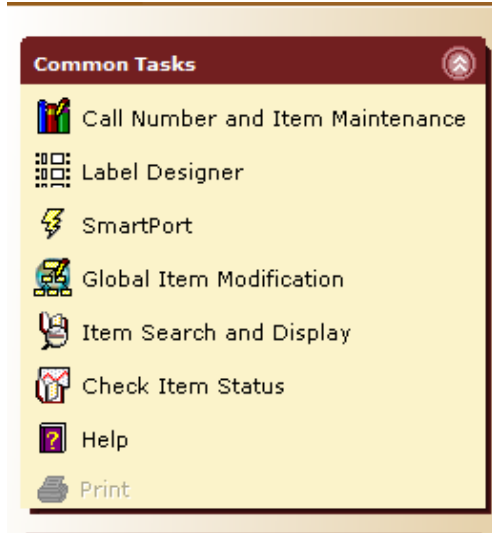 Common Tasks
Call Number and Item Maintenance
Label Designer
SmartPort
Global Item Modification
Item Search and Display
Check Item Status
Help
Print